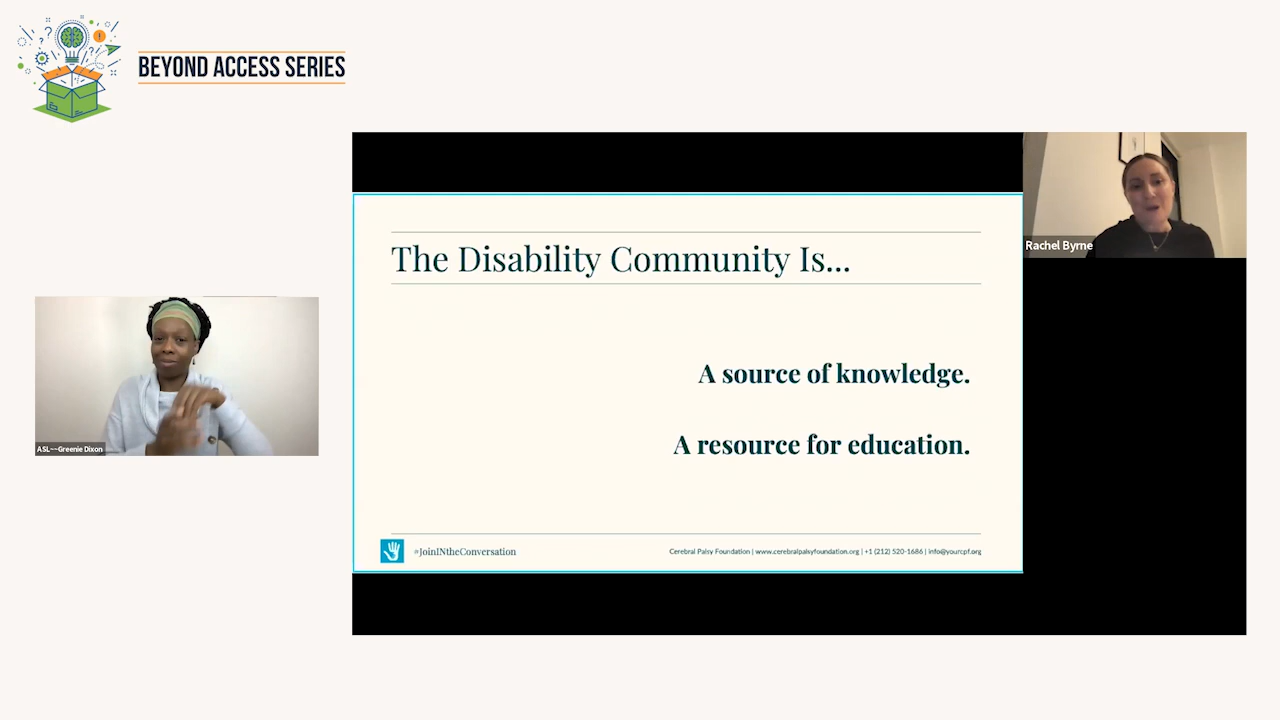 BEYOND ACCESS SERIES
Rachel Byrne
The Disability Community Is...
A source of knowledge.
A resource for education.
ASL--Greenie Dixon
#JoinINtheConversation
Cerebral Palsy Foundation | www.cerebralpalsyfoundation.org | +1 (212) 520-1686 | info@yourcpf.org